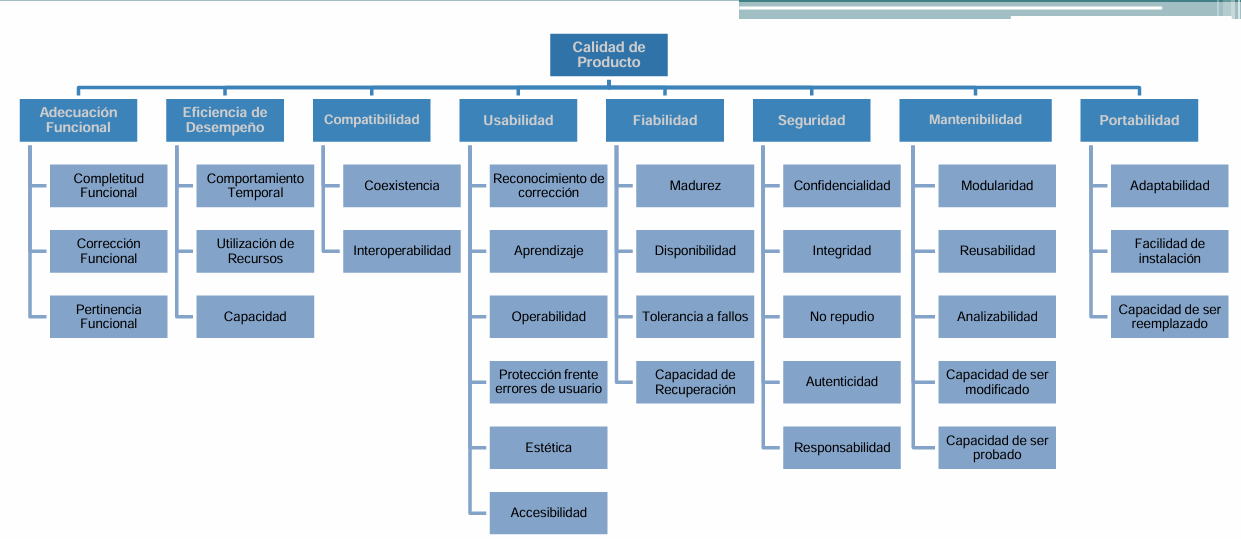 Calidad de
Producto
Adecuación
Funcional
Completitud
Funcional
Corrección
Funcional
Pertinencia
Funcional
Eficiencia de
Desempeño
Comportamiento
Temporal
Utilización de
Recursos
Capacidad
Compatibilidad
Coexistencia
Interoperabilidad
Usabilidad
Reconocimiento de
corrección
Aprendizaje
Operabilidad
Protección frente
errores de usuario
Estética
Accesibilidad
Fiabilidad
Madurez
Disponibilidad
Tolerancia a fallos
Capacidad de
Recuperación
Seguridad
Confidencialidad
Integridad
No repudio
Autenticidad
Responsabilidad
Mantenibilidad
Modularidad
Reusabilidad
Analizabilidad
Capacidad de ser
modificado
Capacidad de ser
probado
Portabilidad
Adaptabilidad
Facilidad de
instalación
Capacidad de ser
reemplazado